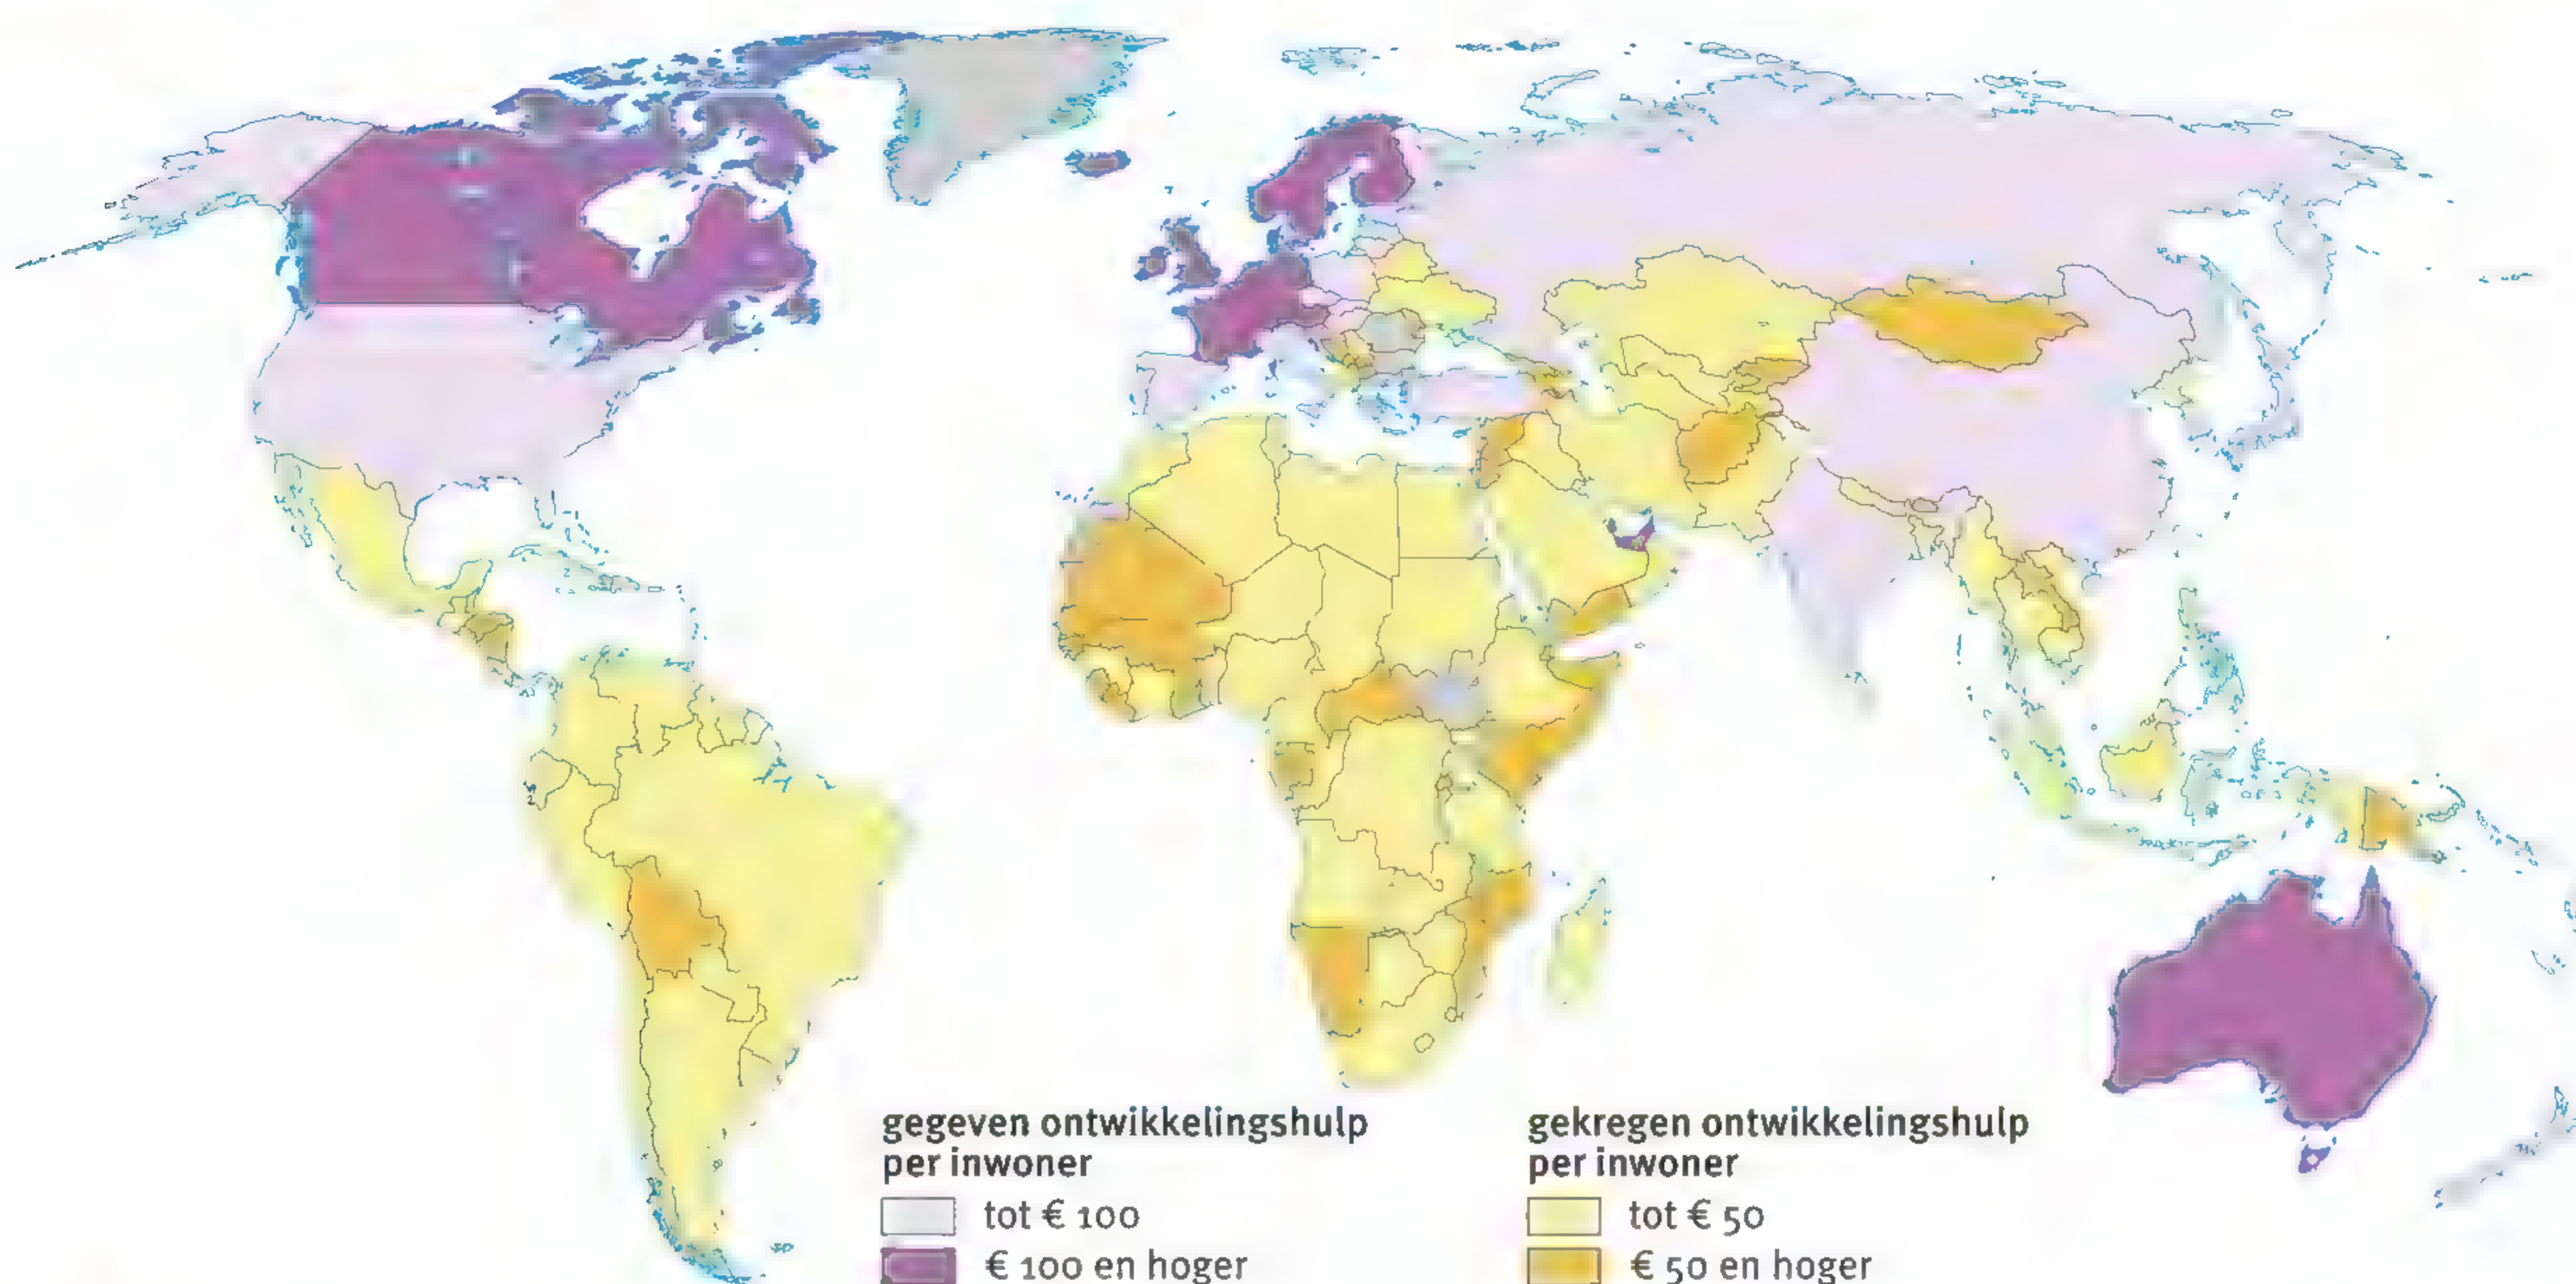 gegeven ontwikkelingshulp
per inwoner
tot € 100
€ 100 en hoger
gekregen ontwikkelingshulp
per inwoner
tot € 50
€ 50 en hoger